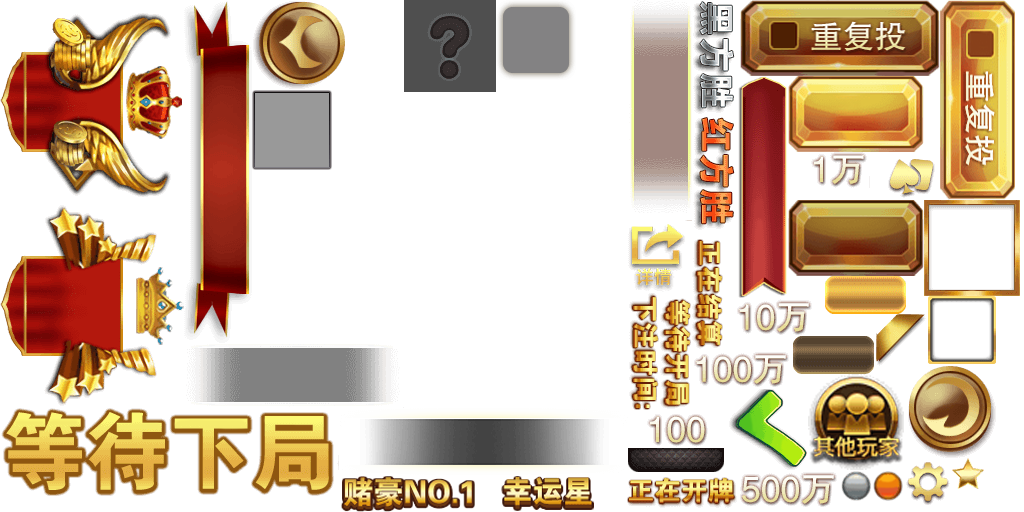 重复投
重复投
黑方胜
红方胜
1万
正在结算
等待开局
下注时间:
详情
10万
100万
100
其他玩家
等待下局
赌豪NO.1
幸运星
正在开牌
500万